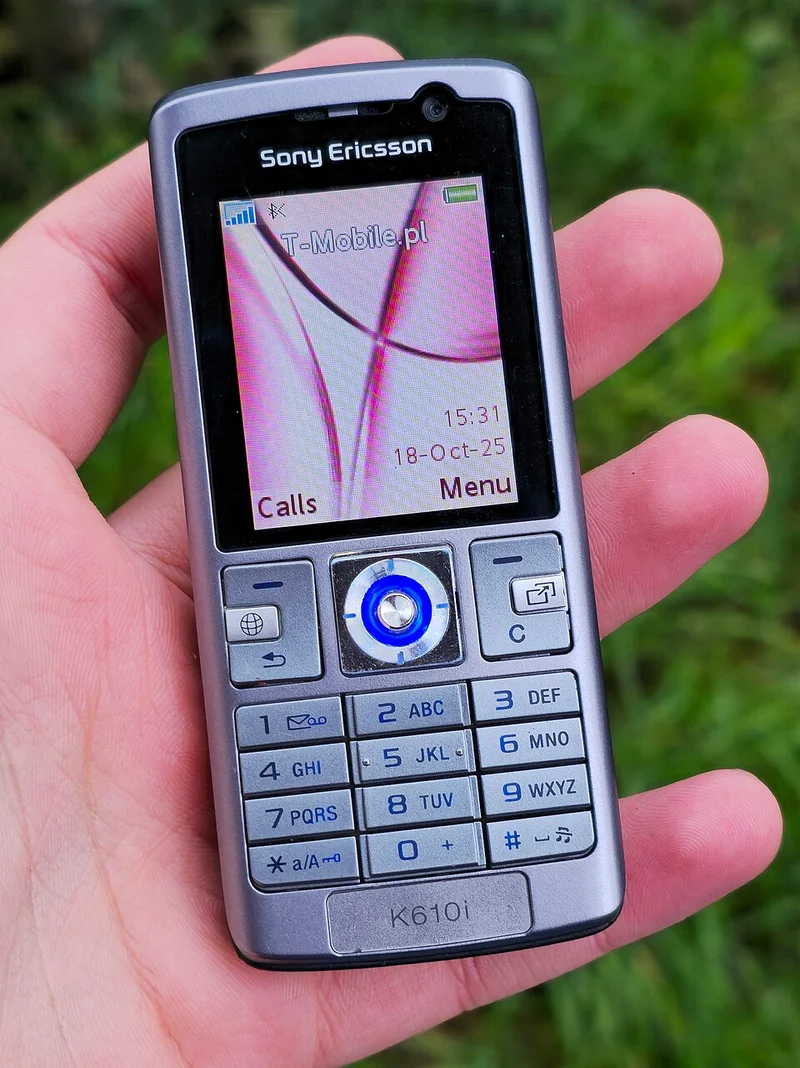 Sony Ericsson
T-Mobile.pl
15:31
18-Oct-25
Calls Menu
C
1 2 ABC 3 DEF
4 GHI 5 JKL 6 MNO
7 PQRS 8 TUV 9 WXYZ
* a/A 0 + #
K610i